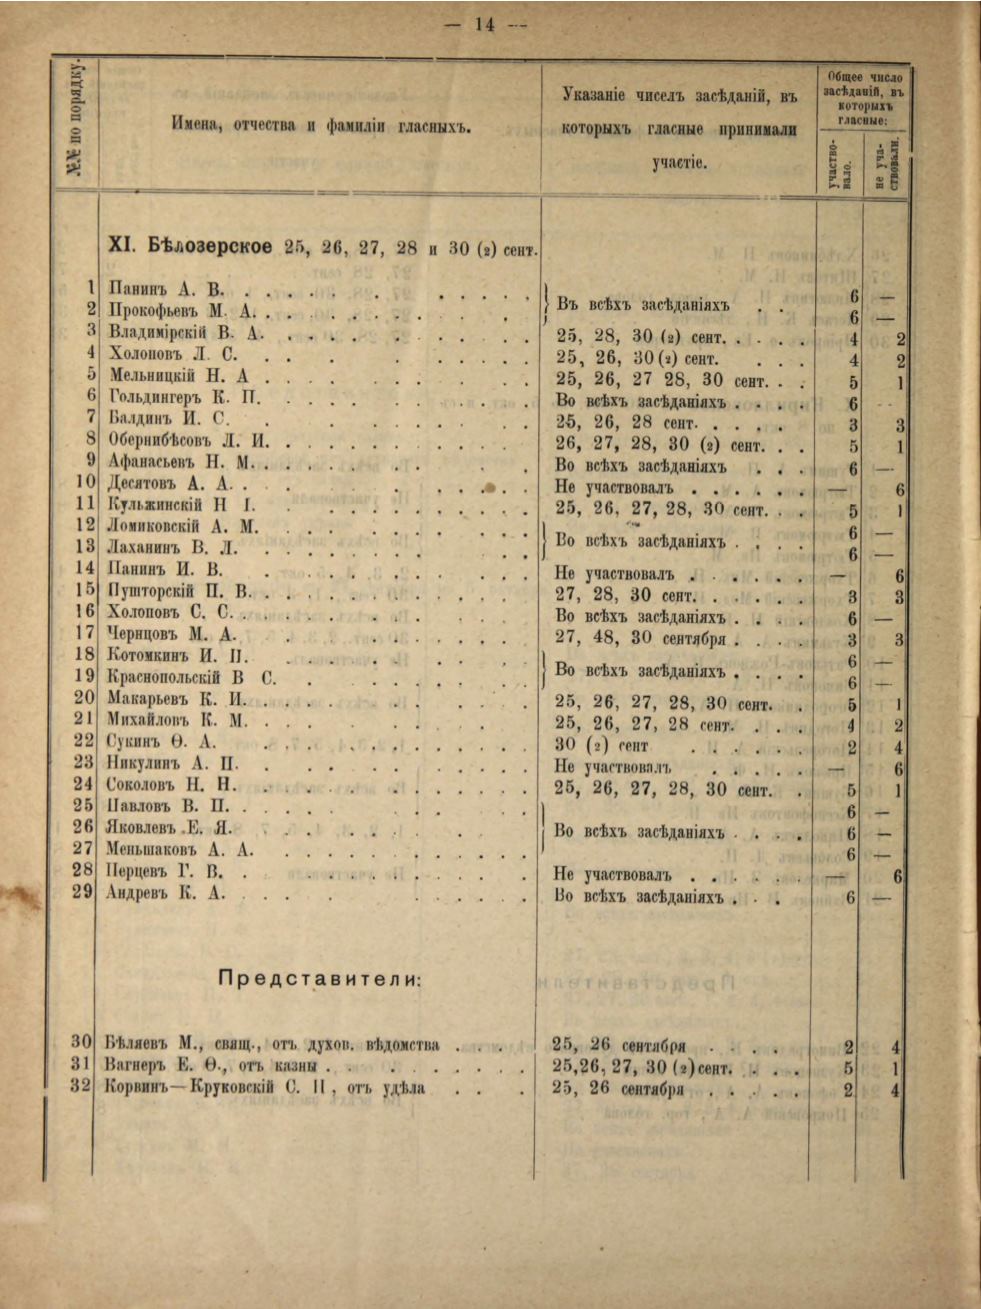 — 14 —
№№ по порядку.
Имена, отчества и фамиліи гласныхъ.
Указаніе чиселъ засѣданій, въ
которыхъ гласные принимали
участіе.
Общее число
засѣданій, въ
которыхъ
гласные:
участво-
вало.
не уча-
ствовали.
XI. Бѣлозерское 25, 26, 27, 28 и 30 (2) сент.
1 Панинъ А. В. 6 —
2 Прокофьевъ М. А. Въ всѣхъ засѣданіяхъ 6 —
3 Владимірскій В. А. 25, 28, 30 (2) сент. 4 2
4 Холоповъ Л. С. 25, 26, 30 (2) сент. 4 2
5 Мельницкій Н. А 25, 26, 27 28, 30 сент. 5 1
6 Гольдингеръ К. П. Во всѣхъ засѣданіяхъ 6 —
7 Балдинъ И. С. 25, 26, 28 сент. 3 3
8 Обернибѣсовъ Л. И. 26, 27, 28, 30 (2) сент. 5 1
9 Афанасьевъ Н. М. Во всѣхъ засѣданіяхъ 6 —
10 Десятовъ А. А. Не участвовалъ — 6
11 Кульжинскій Н І. 25, 26, 27, 28, 30 сент. 5 1
12 Ломиковскій А. М. 6 —
13 Лаханинъ В. Л. Во всѣхъ засѣданіяхъ 6 —
14 Панинъ И. В. Не участвовалъ — 6
15 Пушторскій П. В. 27, 28, 30 сент. 3 3
16 Холоповъ С. С. Во всѣхъ засѣданіяхъ 6 —
17 Чернцовъ М. А. 27, 48, 30 сентября 3 3
18 Котомкинъ И. П. 6 —
19 Краснопольскій В С. Во всѣхъ засѣданіяхъ 6 —
20 Макарьевъ К. И. 25, 26, 27, 28, 30 сент. 5 1
21 Михайловъ К. М. 25, 26, 27, 28 сент. 4 2
22 Сукинъ Ѳ. А. 30 (2) сент 2 4
23 Никулинъ А. П. Не участвовалъ — 6
24 Соколовъ Н. Н. 25, 26, 27, 28, 30 сент. 5 1
25 Павловъ В. П. 6 —
26 Яковлевъ Е. Я. Во всѣхъ засѣданіяхъ 6 —
27 Меньшаковъ А. А. 6 —
28 Перцевъ Г. В. Не участвовалъ — 6
29 Андревъ К. А. Во всѣхъ засѣданіяхъ 6 —
Представители:
30 Бѣляевъ М., свящ., отъ духов. вѣдомства 25, 26 сентября 2 4
31 Вагнеръ Е. Ѳ., отъ казны 25,26, 27, 30 (2) сент. 5 1
32 Корвинъ—Круковскій С. П, отъ удѣла 25, 26 сентября 2 4